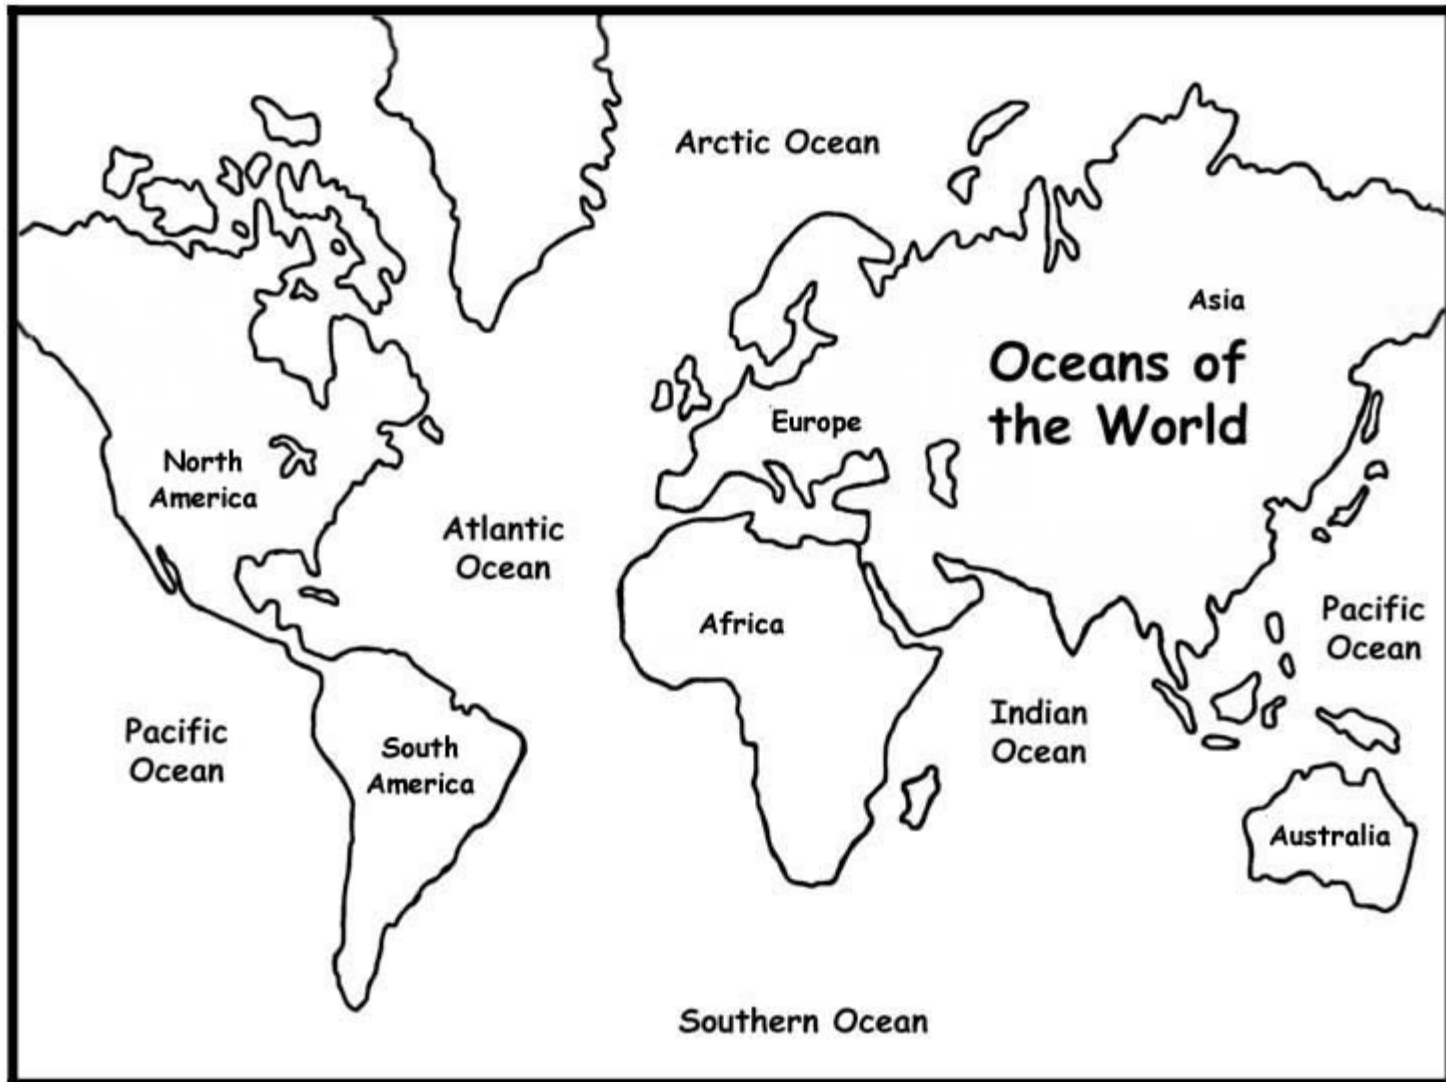 Arctic Ocean
Asia
Oceans of
the World
Europe
North
America
Atlantic
Ocean
Africa
Pacific
Ocean
Indian
Ocean
Pacific
Ocean
South
America
Australia
Southern Ocean